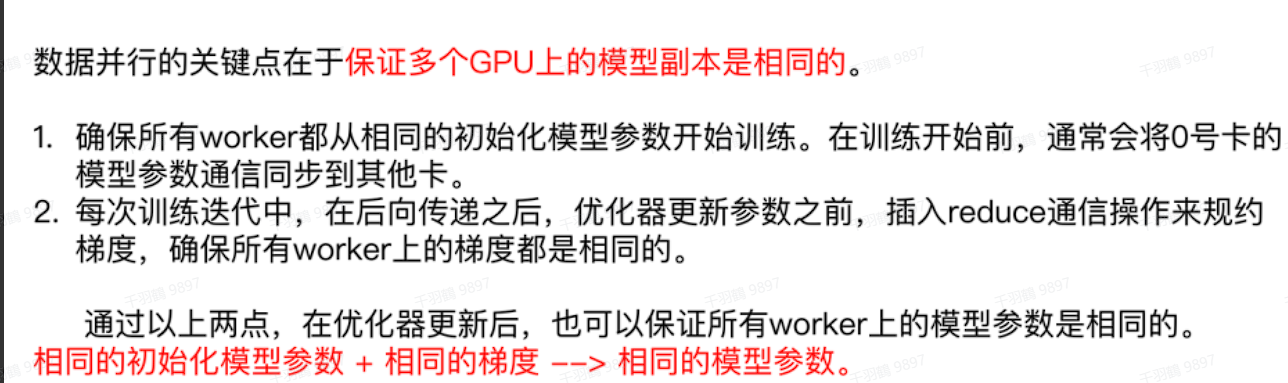 数据并行的关键点在于保证多个GPU上的模型副本是相同的。
1. 确保所有worker都从相同的初始化模型参数开始训练。在训练开始前，通常会将0号卡的
模型参数通信同步到其他卡。
2. 每次训练迭代中，在后向传递之后，优化器更新参数之前，插入reduce通信操作来规约
梯度，确保所有worker上的梯度都是相同的。
通过以上两点，在优化器更新后，也可以保证所有worker上的模型参数是相同的。
相同的初始化模型参数 + 相同的梯度 --> 相同的模型参数。